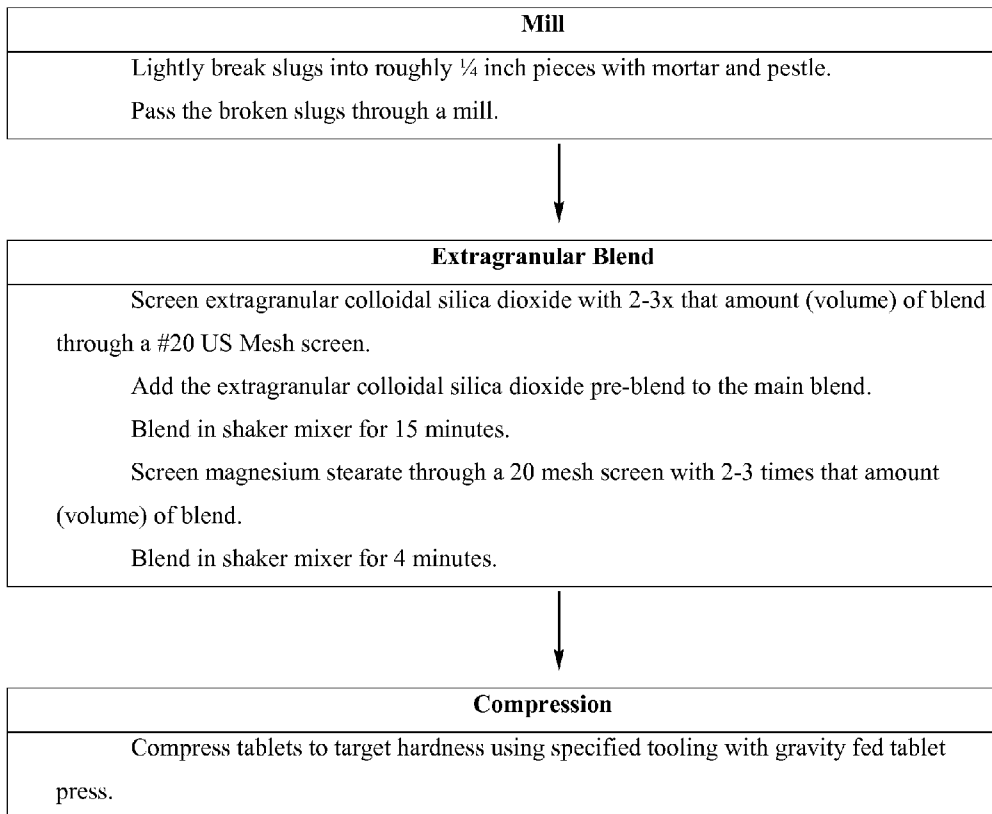 Mill
Lightly break slugs into roughly ¼ inch pieces with mortar and pestle.
Pass the broken slugs through a mill.
Extragranular Blend
Screen extragranular colloidal silica dioxide with 2-3x that amount (volume) of blend
through a #20 US Mesh screen.
Add the extragranular colloidal silica dioxide pre-blend to the main blend.
Blend in shaker mixer for 15 minutes.
Screen magnesium stearate through a 20 mesh screen with 2-3 times that amount
(volume) of blend.
Blend in shaker mixer for 4 minutes.
Compression
Compress tablets to target hardness using specified tooling with gravity fed tablet
press.